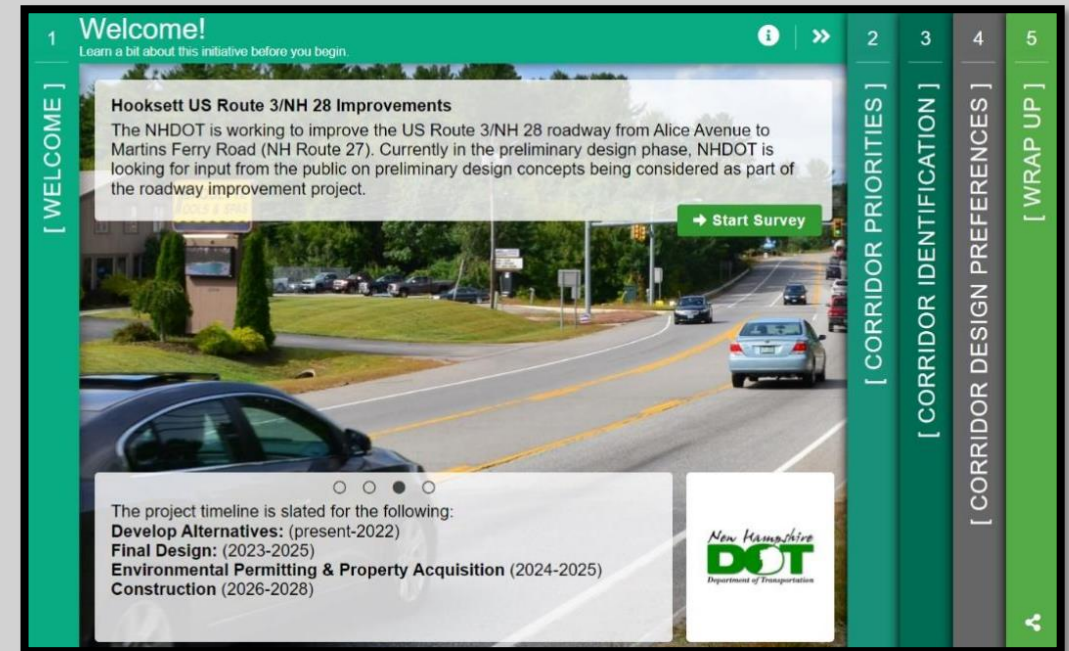 1
Welcome!
Learn a bit about this initiative before you begin.
[ WELCOME ]
Hooksett US Route 3/NH 28 Improvements
The NHDOT is working to improve the US Route 3/NH 28 roadway from Alice Avenue to
Martins Ferry Road (NH Route 27). Currently in the preliminary design phase, NHDOT is
looking for input from the public on preliminary design concepts being considered as part of
the roadway improvement project.
Start Survey
The project timeline is slated for the following:
Develop Alternatives: (present-2022)
Final Design: (2023-2025)
Environmental Permitting & Property Acquisition (2024-2025)
Construction (2026-2028)
New Hampshire
DOT
Department of Transportation
2
[ CORRIDOR PRIORITIES ]
3
[ CORRIDOR IDENTIFICATION ]
4
[ CORRIDOR DESIGN PREFERENCES ]
5
[ WRAP UP ]